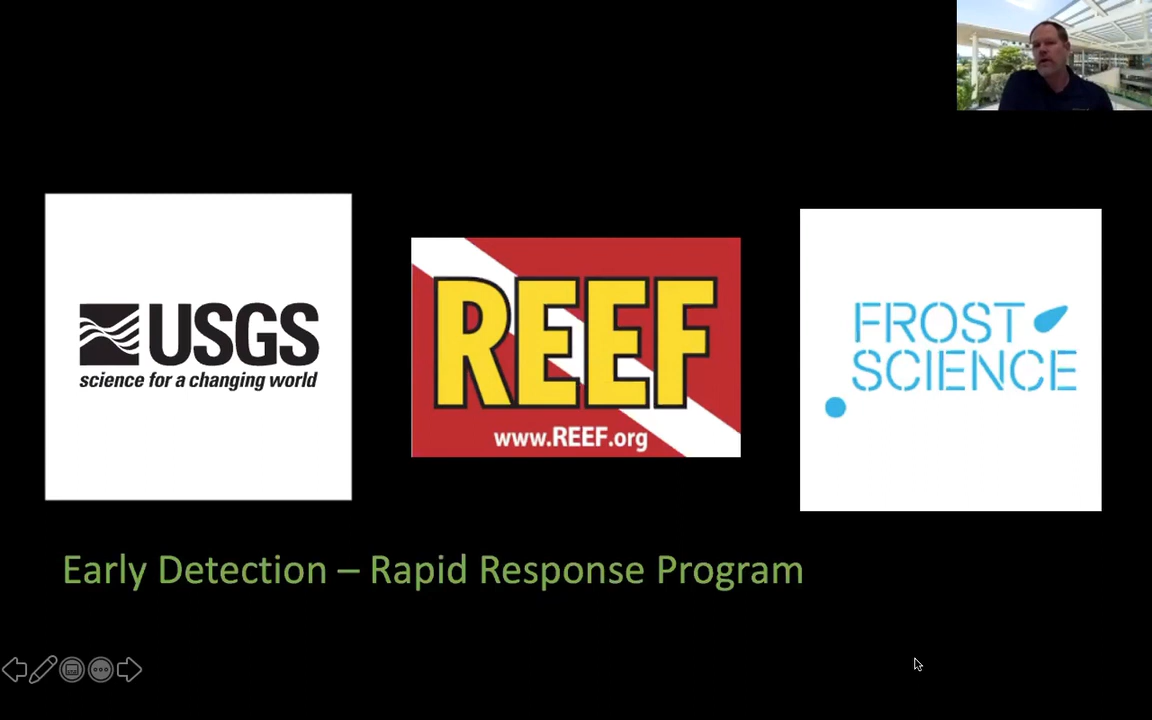 USGS
science for a changing world
REEF
www.REEF.org
FROST
SCIENCE
Early Detection – Rapid Response Program